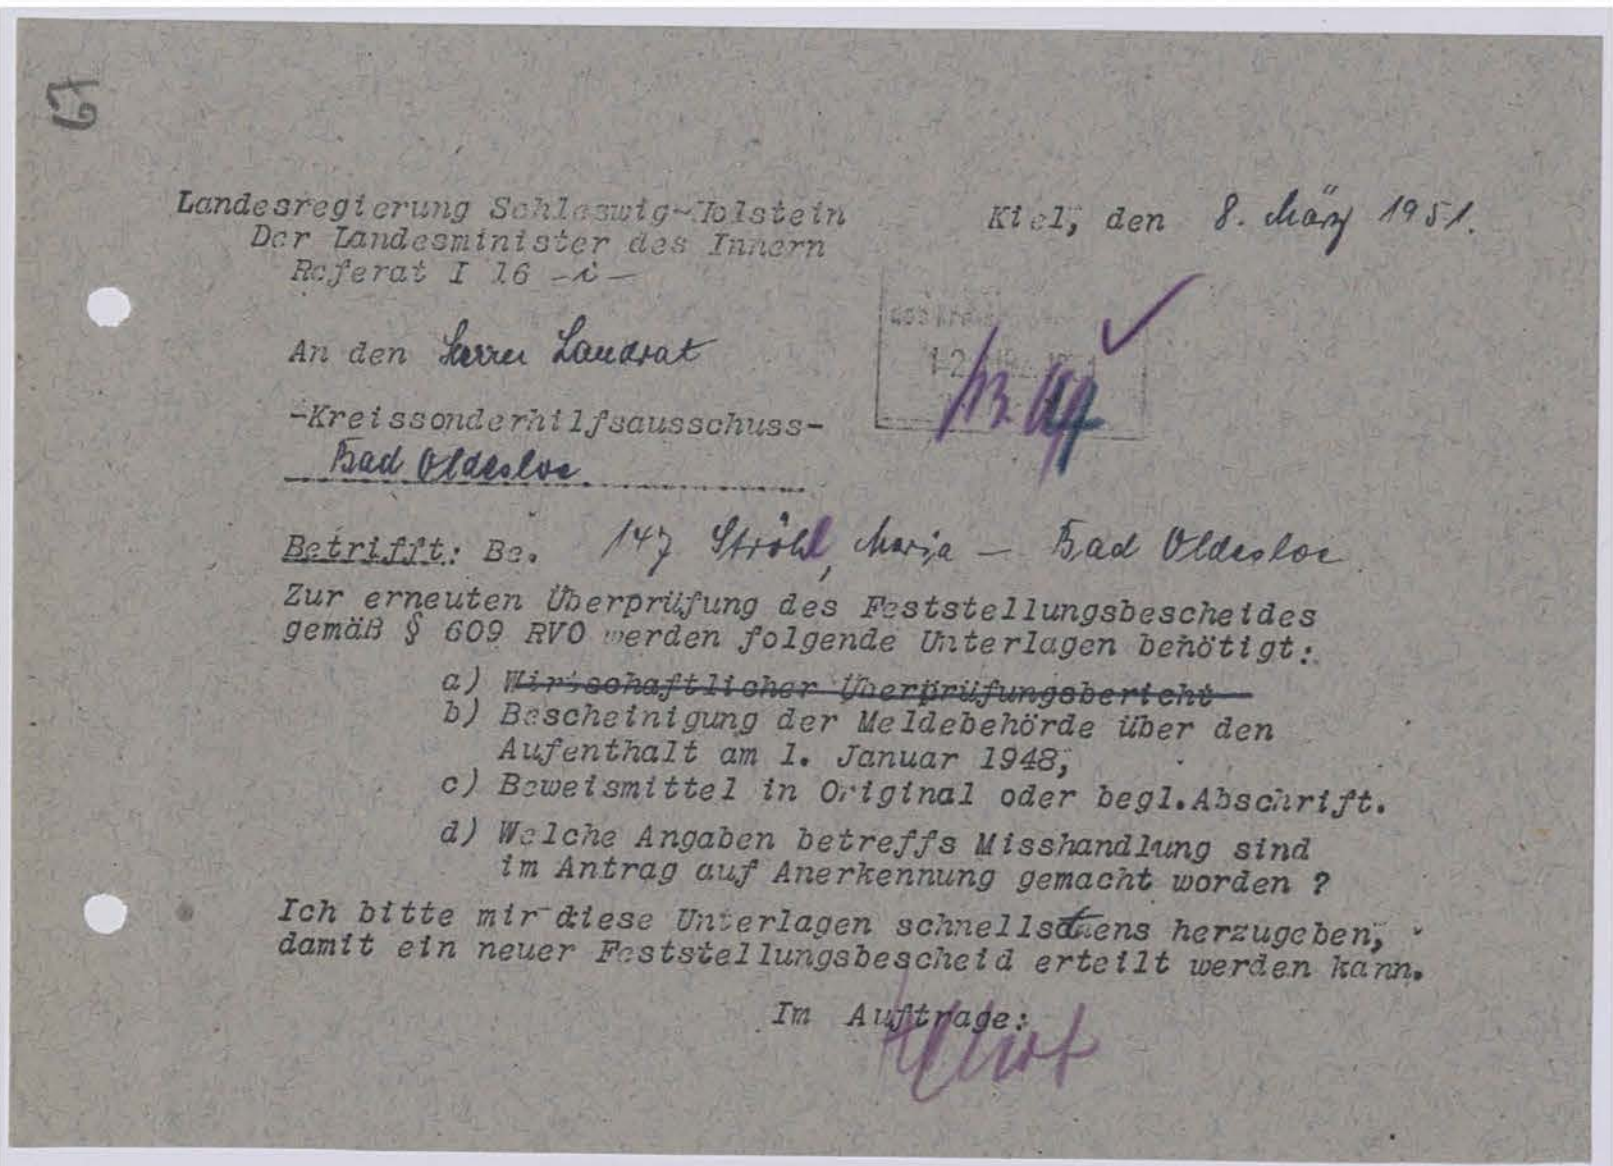 Landesregierung Schleswig-Holstein
Der Landesminister des Innern
Referat I 16 -i-
Kiel, den 8. März 1951.
An den Herrn Landrat
-Kreissonderhilfsausschuss-
Bad Oldesloe
Betrifft: Be. 147 Ströhl, Maria – Bad Oldesloe
Zur erneuten Überprüfung des Feststellungsbescheides
gemäß § 609 RVO werden folgende Unterlagen benötigt:
a) Wirtschaftlicher Überprüfungsbericht
b) Bescheinigung der Meldebehörde über den
Aufenthalt am 1. Januar 1948,
c) Beweismittel in Original oder begl.Abschrift.
d) Welche Angaben betreffs Misshandlung sind
im Antrag auf Anerkennung gemacht worden ?
Ich bitte mir diese Unterlagen schnellstens herzugeben,
damit ein neuer Feststellungsbescheid erteilt werden kann.
Im Auftrage: